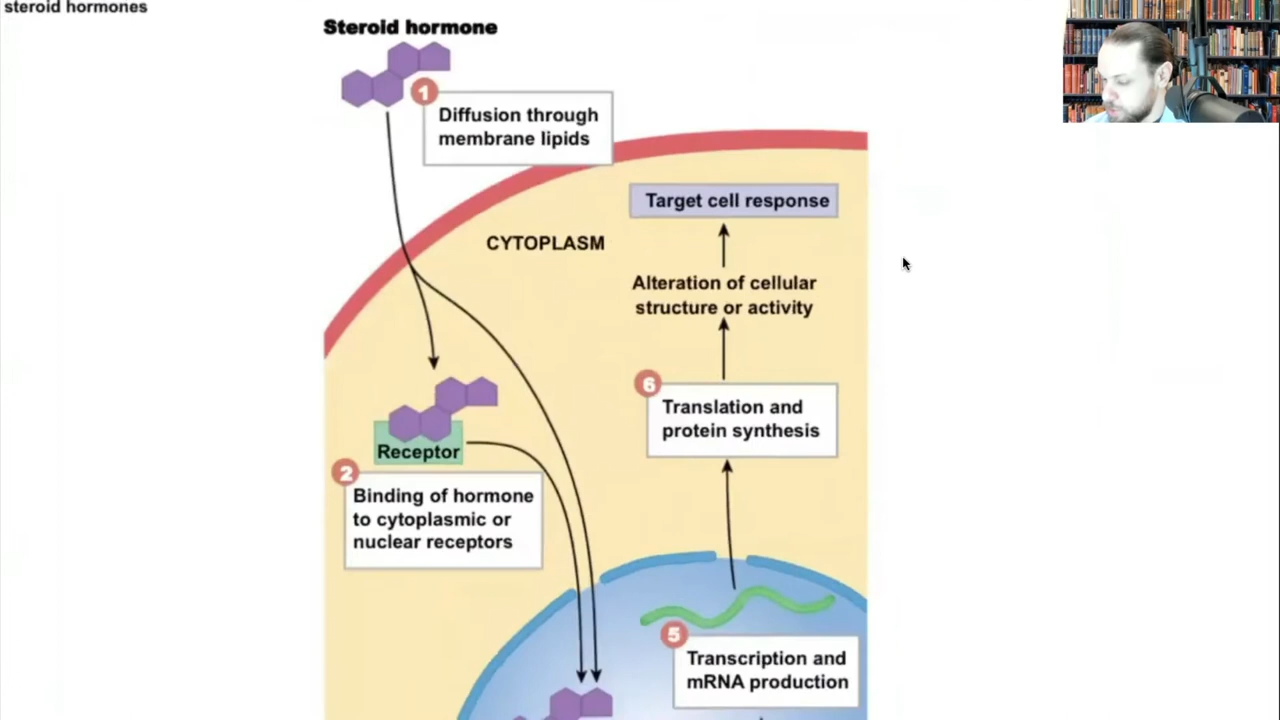 steroid hormones
Steroid hormone
1
Diffusion through
membrane lipids
Target cell response
CYTOPLASM
Alteration of cellular
structure or activity
6
Translation and
protein synthesis
Receptor
2
Binding of hormone
to cytoplasmic or
nuclear receptors
5
Transcription and
mRNA production